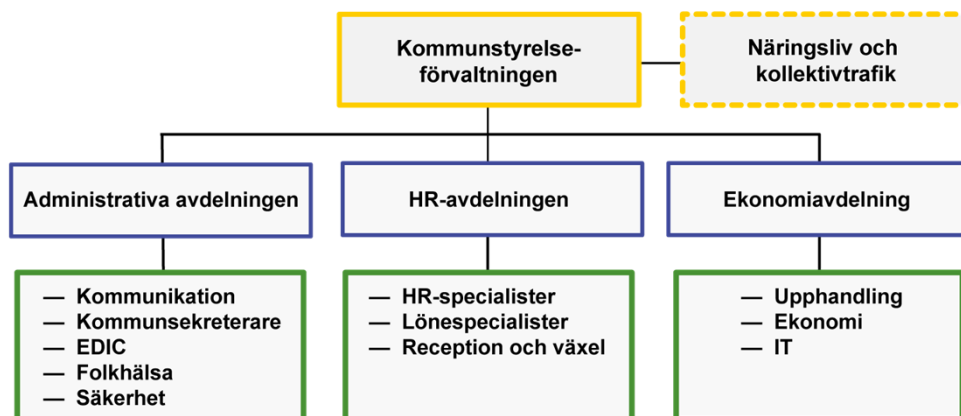 Kommunstyrelse-
förvaltningen
Näringsliv och
kollektivtrafik
Administrativa avdelningen
HR-avdelningen
Ekonomiavdelning
— Kommunikation
— Kommunsekreterare
— EDIC
— Folkhälsa
— Säkerhet
— HR-specialister
— Lönespecialister
— Reception och växel
— Upphandling
— Ekonomi
— IT